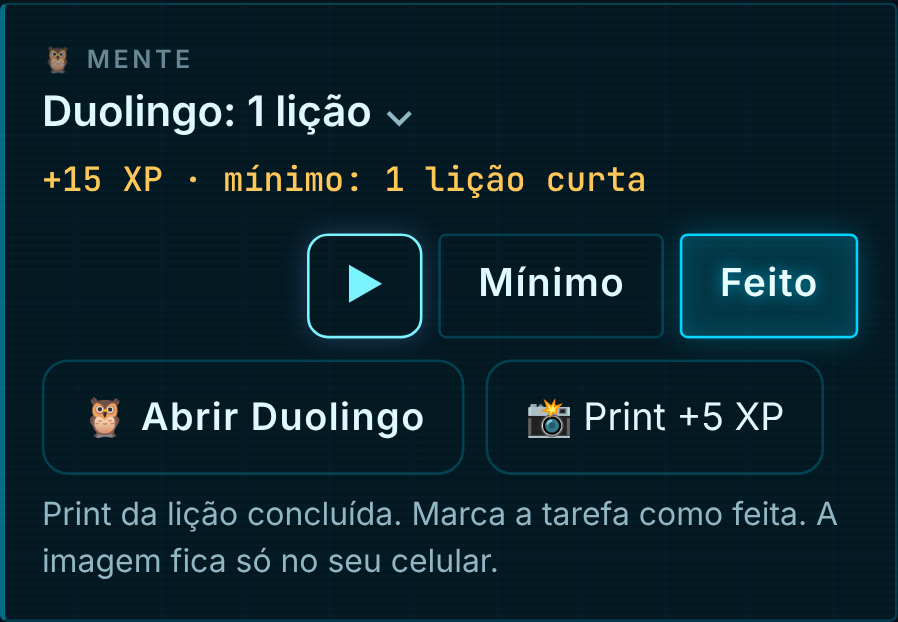 MENTE
Duolingo: 1 lição
+15 XP · mínimo: 1 lição curta
Mínimo
Feito
Abrir Duolingo
Print +5 XP
Print da lição concluída. Marca a tarefa como feita. A
imagem fica só no seu celular.